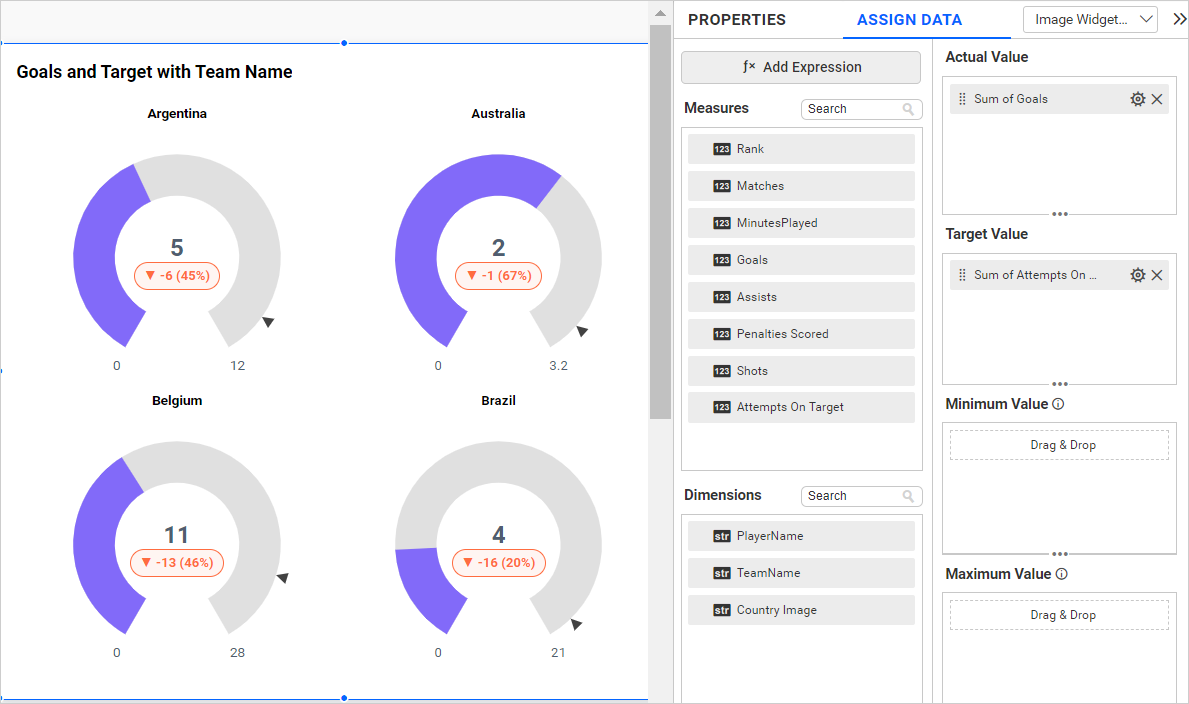 Goals and Target with Team Name
Argentina
5
▼ -6 (45%)
0
12
Australia
2
▼ -1 (67%)
0
3.2
Belgium
11
▼ -13 (46%)
0
28
Brazil
4
▼ -16 (20%)
0
21
PROPERTIES
ASSIGN DATA
Image Widget...
ƒx Add Expression
Measures
Search
123 Rank
123 Matches
123 MinutesPlayed
123 Goals
123 Assists
123 Penalties Scored
123 Shots
123 Attempts On Target
Dimensions
Search
str PlayerName
str TeamName
str Country Image
Actual Value
Sum of Goals
Target Value
Sum of Attempts On ...
Minimum Value
Drag & Drop
Maximum Value
Drag & Drop